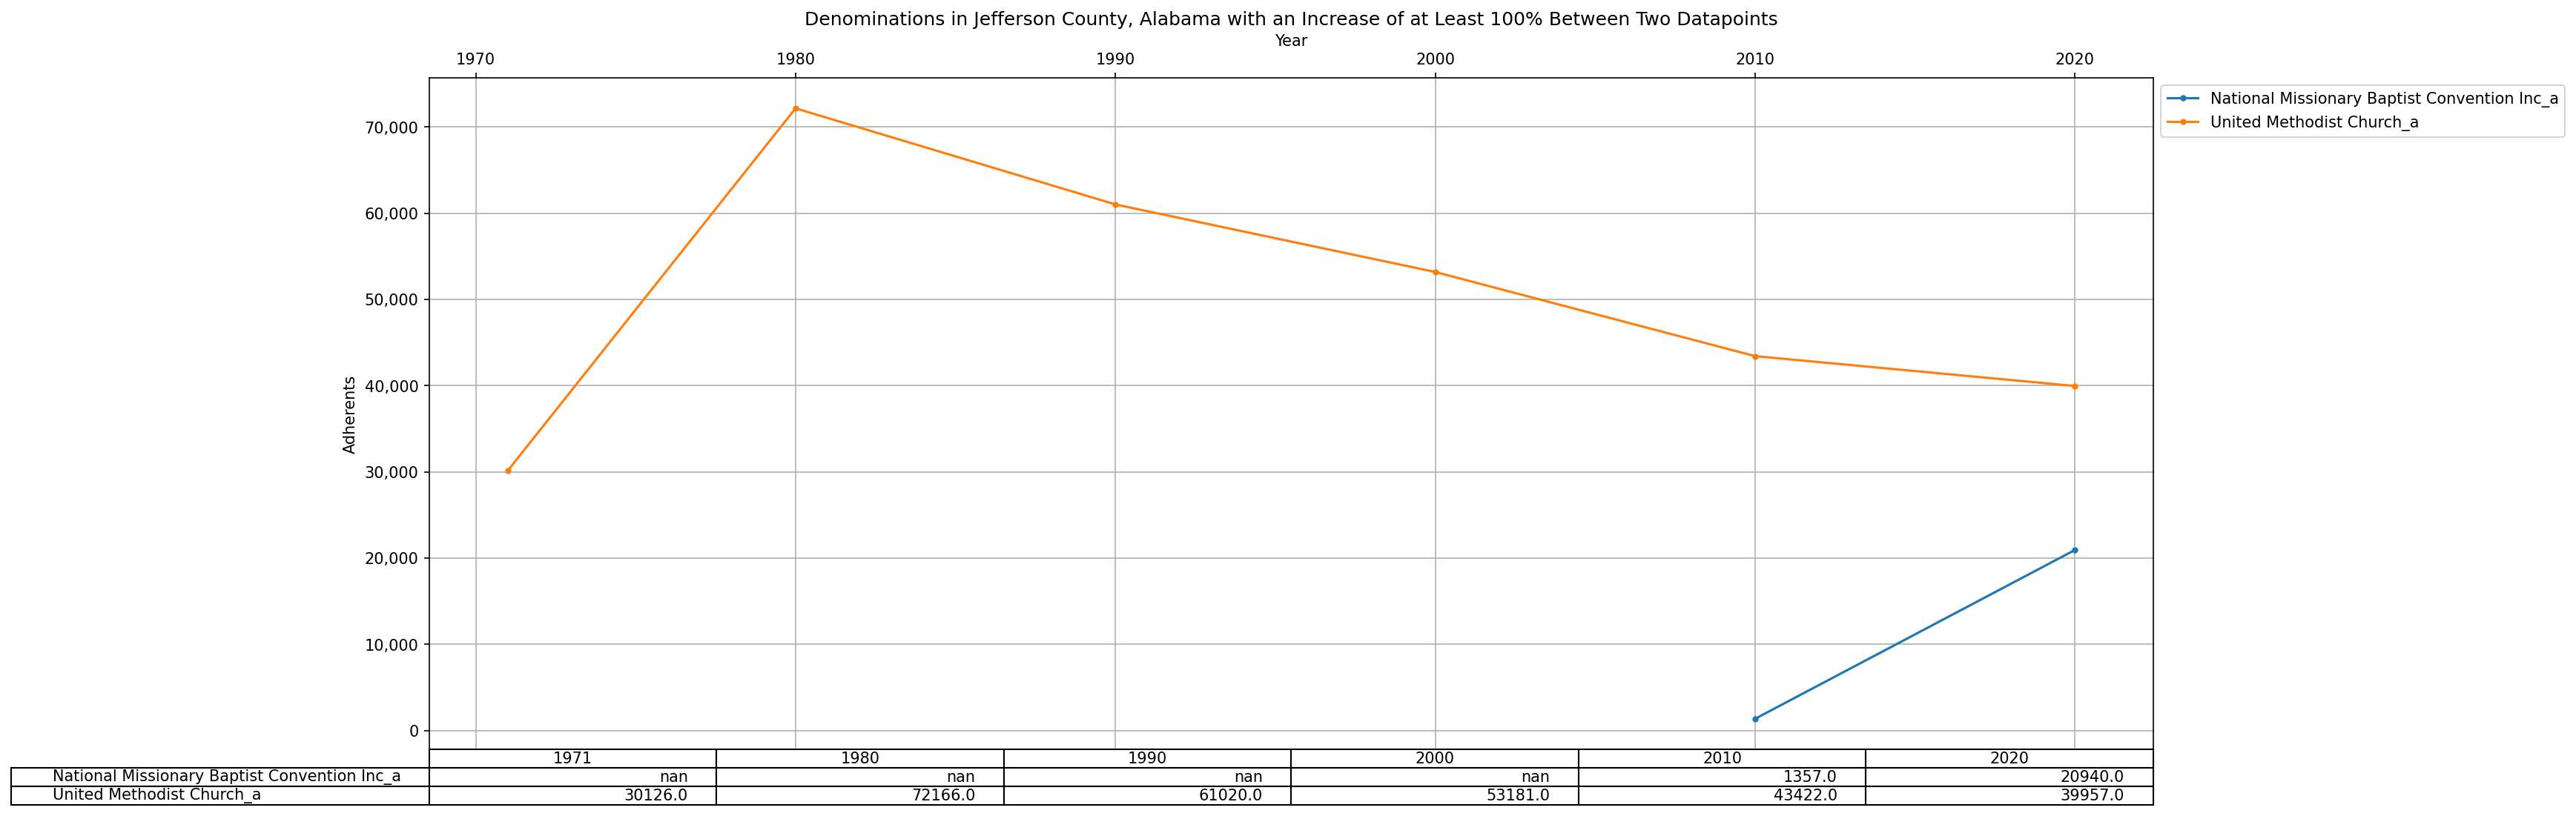 Denominations in Jefferson County, Alabama with an Increase of at Least 100% Between Two Datapoints
Year
1970 1980 1990 2000 2010 2020
National Missionary Baptist Convention Inc_a
United Methodist Church_a
70,000
60,000
50,000
40,000
30,000
20,000
10,000
0
Adherents
1971 1980 1990 2000 2010 2020
National Missionary Baptist Convention Inc_a nan nan nan nan 1357.0 20940.0
United Methodist Church_a 30126.0 72166.0 61020.0 53181.0 43422.0 39957.0